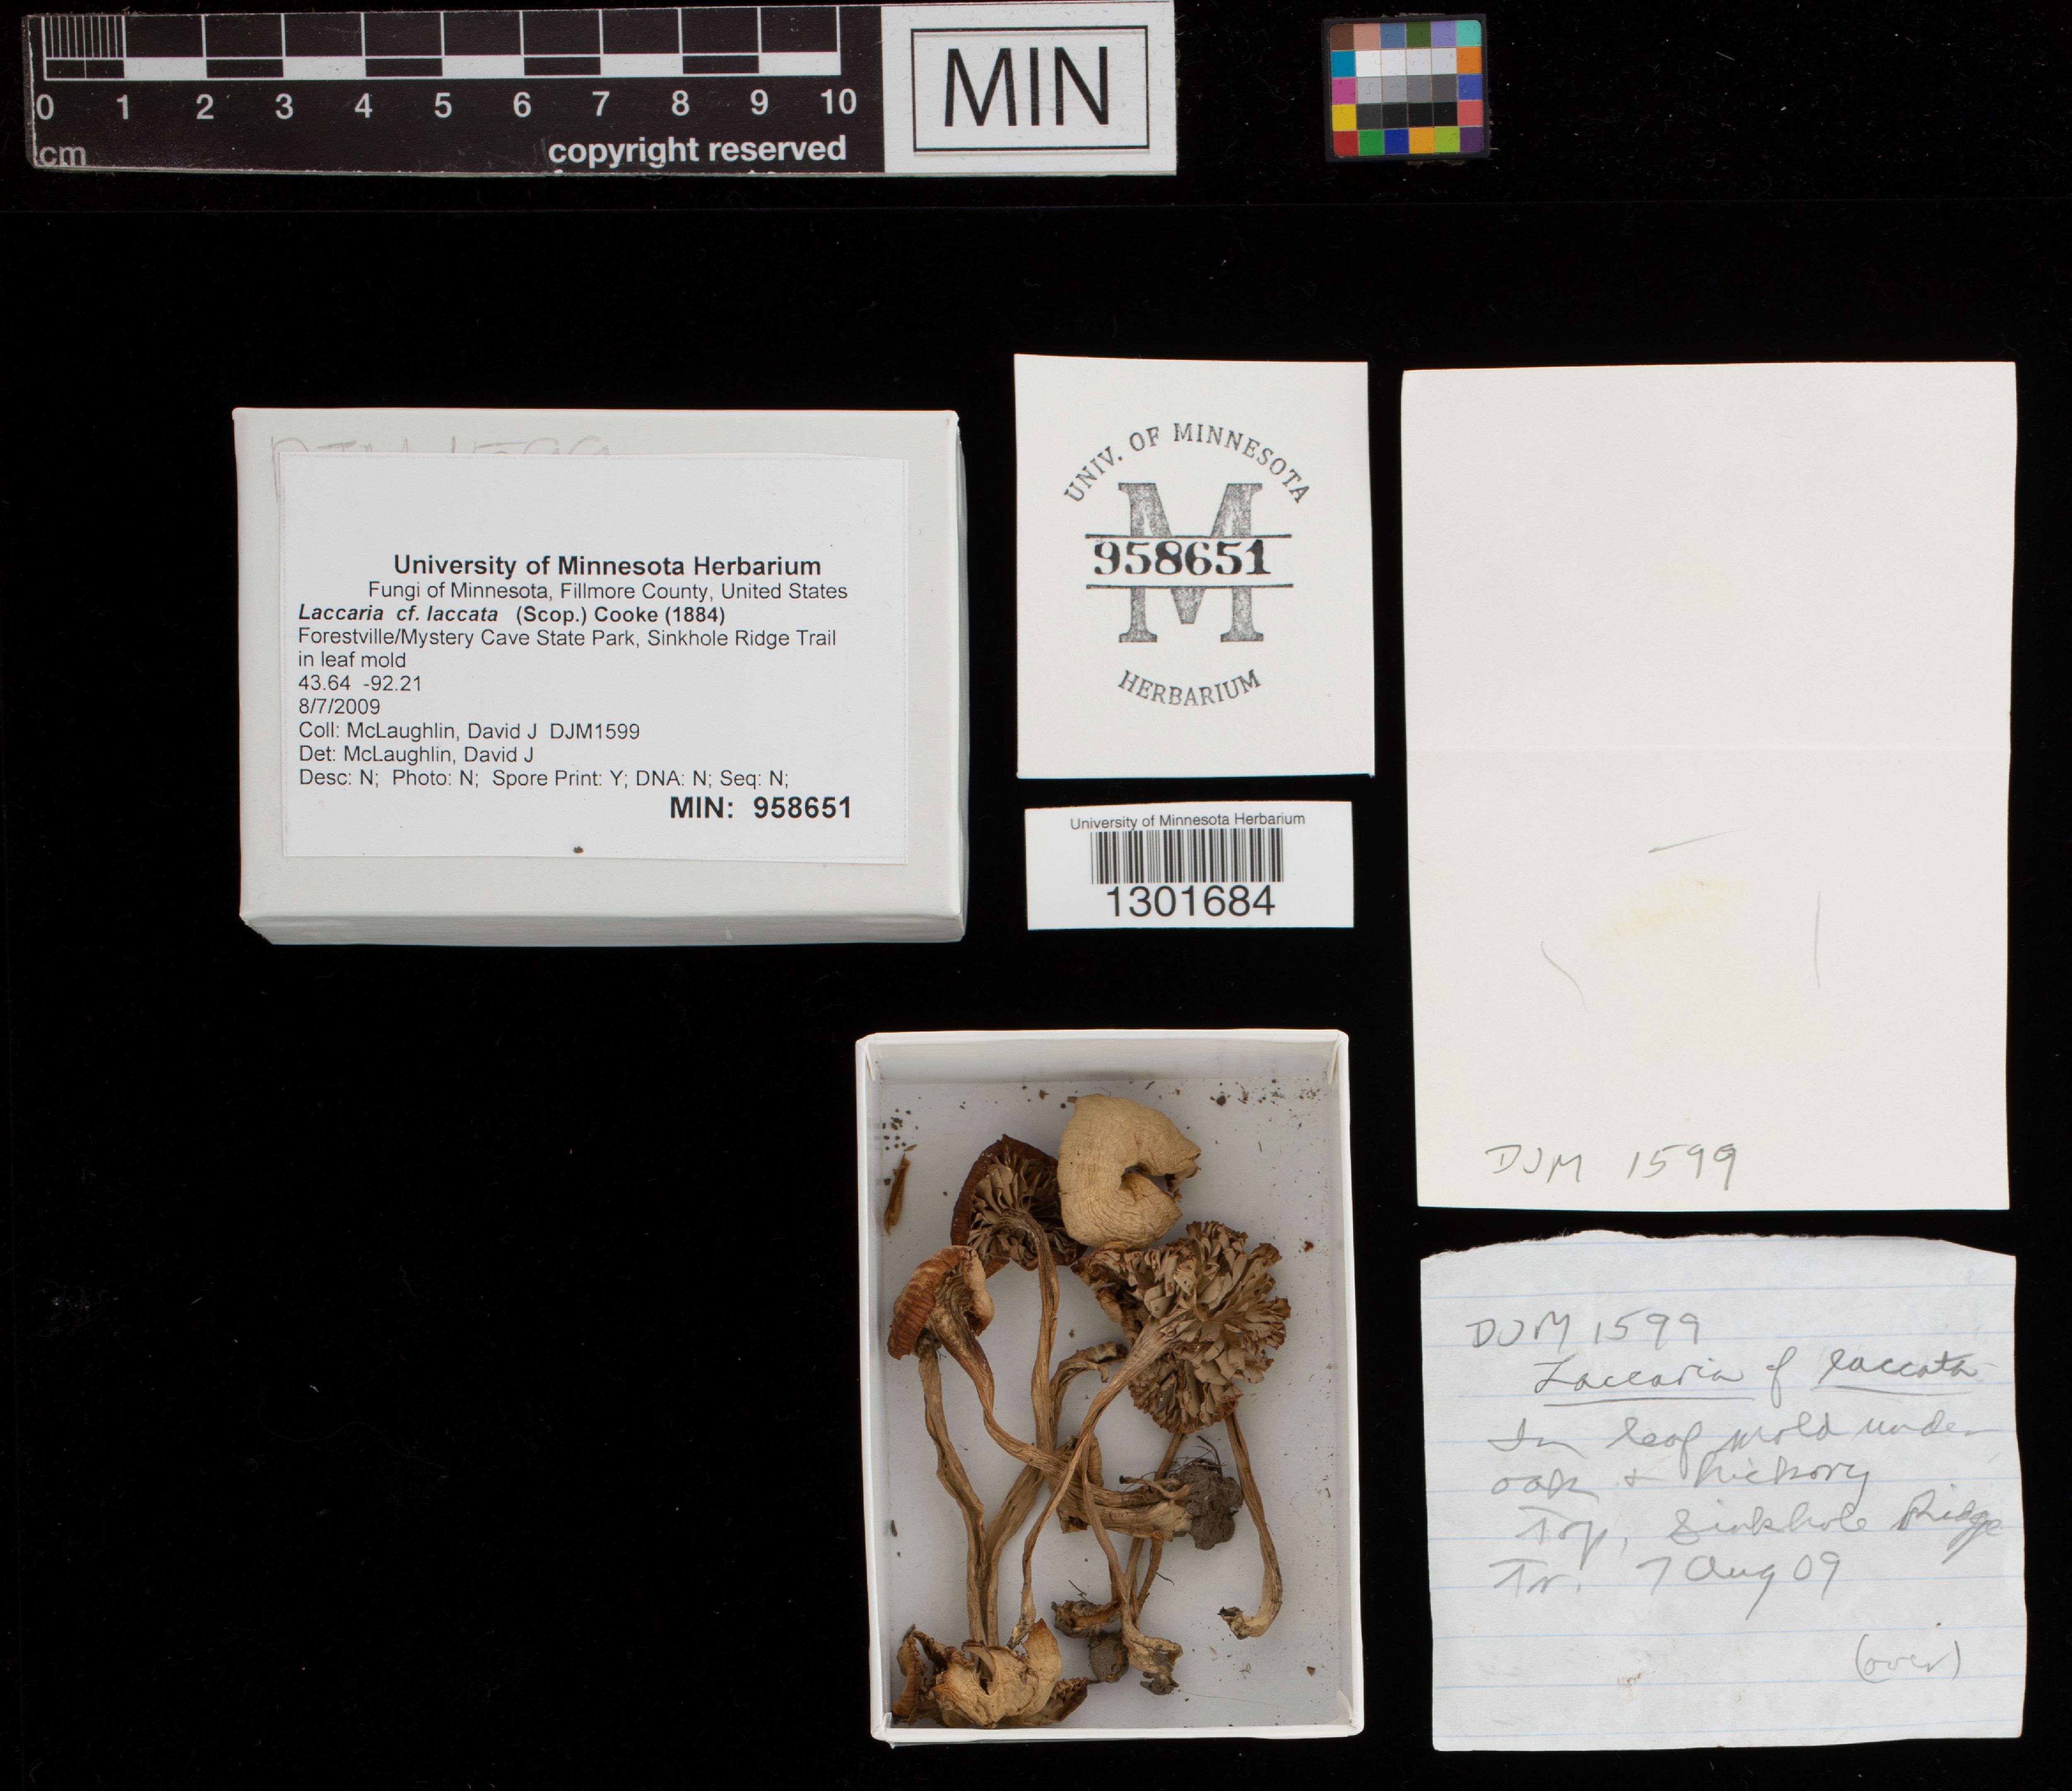 0 1 2 3 4 5 6 7 8 9 10
cm
copyright reserved
MIN
DJM 1599
University of Minnesota Herbarium
Fungi of Minnesota, Fillmore County, United States
Laccaria cf. laccata (Scop.) Cooke (1884)
Forestville/Mystery Cave State Park, Sinkhole Ridge Trail
in leaf mold
43.64 -92.21
8/7/2009
Coll: McLaughlin, David J DJM1599
Det: McLaughlin, David J
Desc: N; Photo: N; Spore Print: Y; DNA: N; Seq: N;
MIN: 958651
UNIV. OF MINNESOTA
M
958651
HERBARIUM
University of Minnesota Herbarium
1301684
DJM 1599
DJM 1599
Laccaria cf laccata
In leaf mold under
oak + hickory
Sinkhole Ridge
Tr. 7 Aug 09
(over)